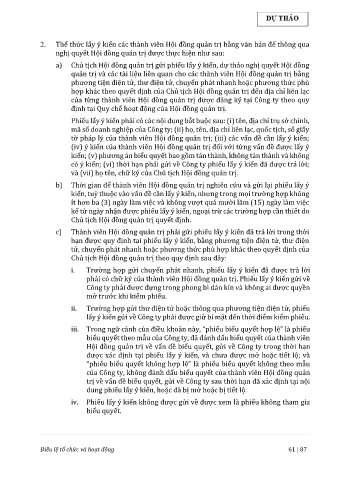 DỰ THẢO
2. Thể thức lấy ý kiến các thành viên Hội đồng quản trị bằng văn bản để thông qua
nghị quyết Hội đồng quản trị được thực hiện như sau:
a) Chủ tịch Hội đồng quản trị gửi phiếu lấy ý kiến, dự thảo nghị quyết Hội đồng
quản trị và các tài liệu liên quan cho các thành viên Hội đồng quản trị bằng
phương tiện điện tử, thư điện tử, chuyển phát nhanh hoặc phương thức phù
hợp khác theo quyết định của Chủ tịch Hội đồng quản trị đến địa chỉ liên lạc
của từng thành viên Hội đồng quản trị được đăng ký tại Công ty theo quy
định tại Quy chế hoạt động của Hội đồng quản trị.
Phiếu lấy ý kiến phải có các nội dung bắt buộc sau: (i) tên, địa chỉ trụ sở chính,
mã số doanh nghiệp của Công ty; (ii) họ, tên, địa chỉ liên lạc, quốc tịch, số giấy
tờ pháp lý của thành viên Hội đồng quản trị; (iii) các vấn đề cần lấy ý kiến;
(iv) ý kiến của thành viên Hội đồng quản trị đối với từng vấn đề được lấy ý
kiến; (v) phương án biểu quyết bao gồm tán thành, không tán thành và không
có ý kiến; (vi) thời hạn phải gửi về Công ty phiếu lấy ý kiến đã được trả lời;
và (vii) họ tên, chữ ký của Chủ tịch Hội đồng quản trị.
b) Thời gian để thành viên Hội đồng quản trị nghiên cứu và gửi lại phiếu lấy ý
kiến, tuỳ thuộc vào vấn đề cần lấy ý kiến, nhưng trong mọi trường hợp không
ít hơn ba (3) ngày làm việc và không vượt quá mười lăm (15) ngày làm việc
kể từ ngày nhận được phiếu lấy ý kiến, ngoại trừ các trường hợp cần thiết do
Chủ tịch Hội đồng quản trị quyết định.
c) Thành viên Hội đồng quản trị phải gửi phiếu lấy ý kiến đã trả lời trong thời
hạn được quy định tại phiếu lấy ý kiến, bằng phương tiện điện tử, thư điện
tử, chuyển phát nhanh hoặc phương thức phù hợp khác theo quyết định của
Chủ tịch Hội đồng quản trị theo quy định sau đây:
i. Trường hợp gửi chuyển phát nhanh, phiếu lấy ý kiến đã được trả lời
phải có chữ ký của thành viên Hội đồng quản trị. Phiếu lấy ý kiến gửi về
Công ty phải được đựng trong phong bì dán kín và không ai được quyền
mở trước khi kiểm phiếu.
ii. Trường hợp gửi thư điện tử hoặc thông qua phương tiện điện tử, phiếu
lấy ý kiến gửi về Công ty phải được giữ bí mật đến thời điểm kiểm phiếu.
iii. Trong ngữ cảnh của điều khoản này, "phiếu biểu quyết hợp lệ" là phiếu
biểu quyết theo mẫu của Công ty, đã đánh dấu biểu quyết của thành viên
Hội đồng quản trị về vấn đề biểu quyết, gửi về Công ty trong thời hạn
được xác định tại phiếu lấy ý kiến, và chưa được mở hoặc tiết lộ; và
"phiếu biểu quyết không hợp lệ" là phiếu biểu quyết không theo mẫu
của Công ty, không đánh dấu biểu quyết của thành viên Hội đồng quản
trị về vấn đề biểu quyết, gửi về Công ty sau thời hạn đã xác định tại nội
dung phiếu lấy ý kiến, hoặc đã bị mở hoặc bị tiết lộ.
iv. Phiếu lấy ý kiến không được gửi về được xem là phiếu không tham gia
biểu quyết.
Điều lệ tổ chức và hoạt động 61 | 87